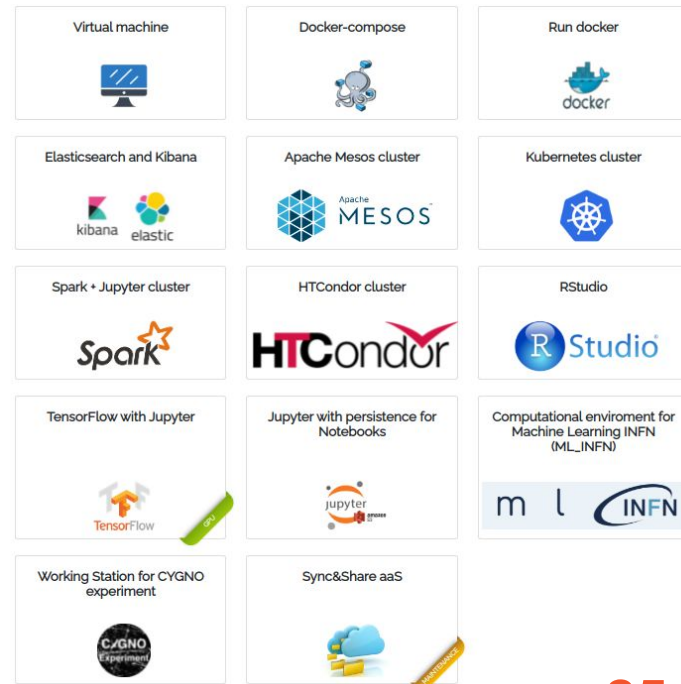 Virtual machine
Docker-compose
Run docker
docker
Elasticsearch and Kibana
Apache Mesos cluster
Kubernetes cluster
kibana
elastic
Apache
MESOS
Spark + Jupyter cluster
HTCondor cluster
RStudio
Spark
HTCondor
R Studio
TensorFlow with Jupyter
Jupyter with persistence for
Notebooks
Computational enviroment for
Machine Learning INFN
(ML_INFN)
TensorFlow
GPU
jupyter
m l INFN
Working Station for CYGNO
experiment
Sync&Share aaS
CYGNO
Experiment
MAINTENANCE